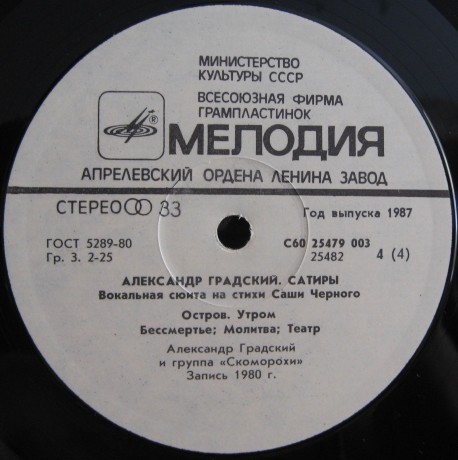 МИНИСТЕРСТВО
КУЛЬТУРЫ СССР
ВСЕСОЮЗНАЯ ФИРМА
ГРАМПЛАСТИНОК
® МЕЛОДИЯ
АПРЕЛЕВСКИЙ ОРДЕНА ЛЕНИНА ЗАВОД
СТЕРЕО 33
Год выпуска 1987
ГОСТ 5289-80
С60 25479 003
Гр. 3. 2-25
25482 4 (4)
АЛЕКСАНДР ГРАДСКИЙ. САТИРЫ
Вокальная сюита на стихи Саши Черного
Остров. Утром
Бессмертье; Молитва; Театр
Александр Градский
и группа «Скоморохи»
Запись 1980 г.